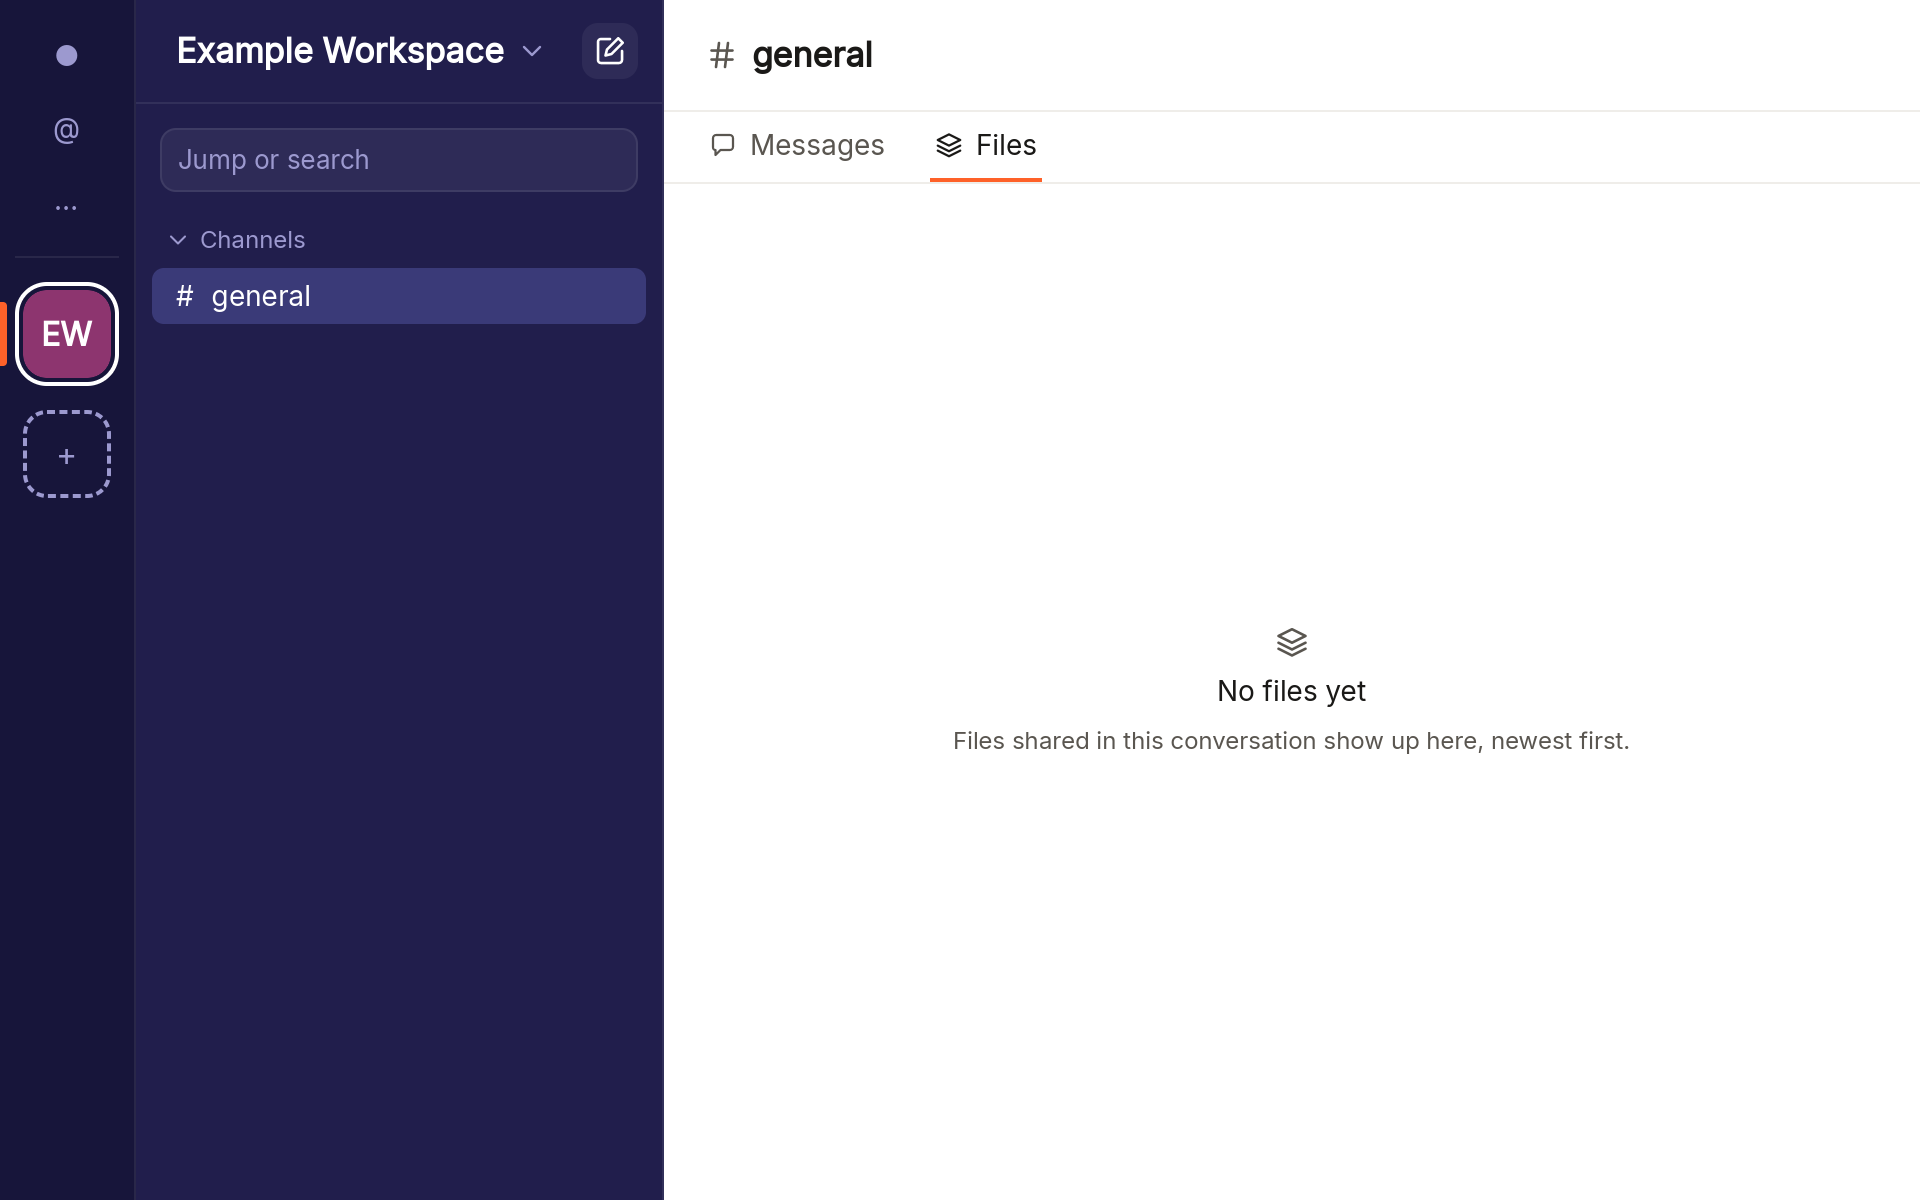 @
...
EW
+
Example Workspace
Jump or search
Channels
# general
# general
Messages
Files
No files yet
Files shared in this conversation show up here, newest first.